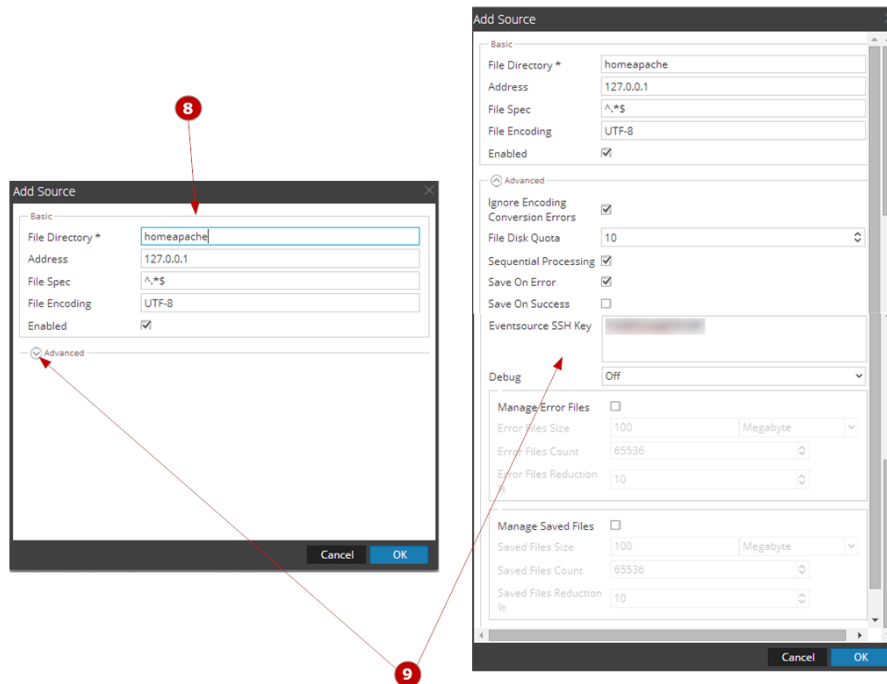 8
Add Source
Basic
File Directory * homeapache
Address 127.0.0.1
File Spec ^.*$
File Encoding UTF-8
Enabled
Advanced
Cancel OK
Add Source
Basic
File Directory * homeapache
Address 127.0.0.1
File Spec ^.*$
File Encoding UTF-8
Enabled
Advanced
Ignore Encoding
Conversion Errors
File Disk Quota 10
Sequential Processing
Save On Error
Save On Success
Eventsource SSH Key
Debug Off
Manage Error Files
Error Files Size 100 Megabyte
Error Files Count 65536
Error Files Reduction
% 10
Manage Saved Files
Saved Files Size 100 Megabyte
Saved Files Count 65536
Saved Files Reduction
% 10
Cancel OK
9